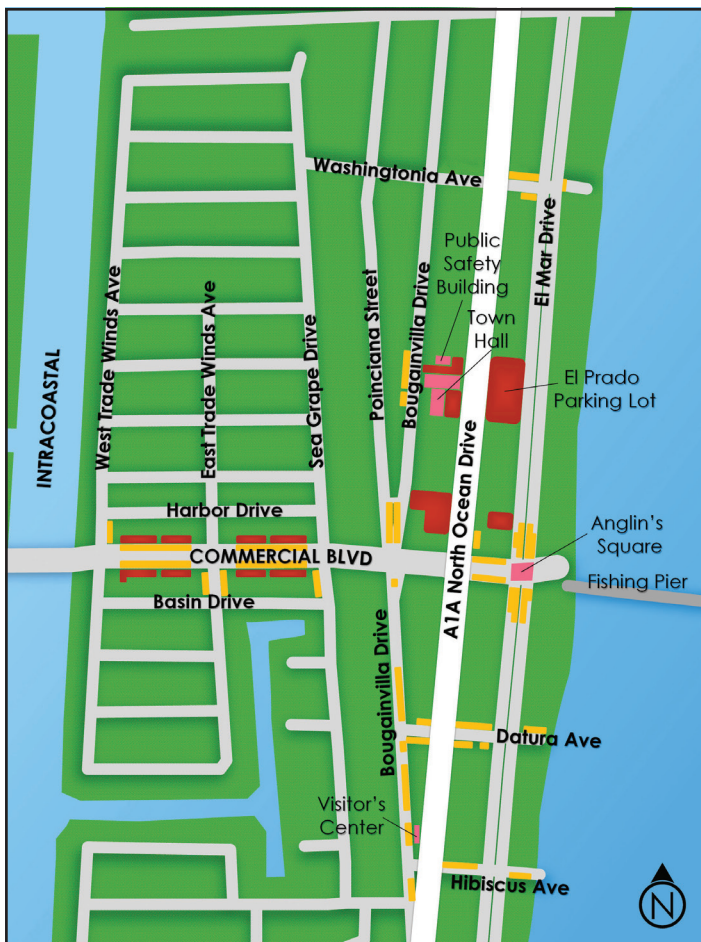 Washingtonia Ave
Public
Safety
Building
Town
Hall
El Mar Drive
El Prado
Parking Lot
INTRACOASTAL
West Trade Winds Ave
East Trade Winds Ave
Sea Grape Drive
Poinciana Street
Bougainvilla Drive
A1A North Ocean Drive
Harbor Drive
COMMERCIAL BLVD
Basin Drive
Anglin's
Square
Fishing Pier
Bougainvilla Drive
Datura Ave
Visitor's
Center
Hibiscus Ave
N